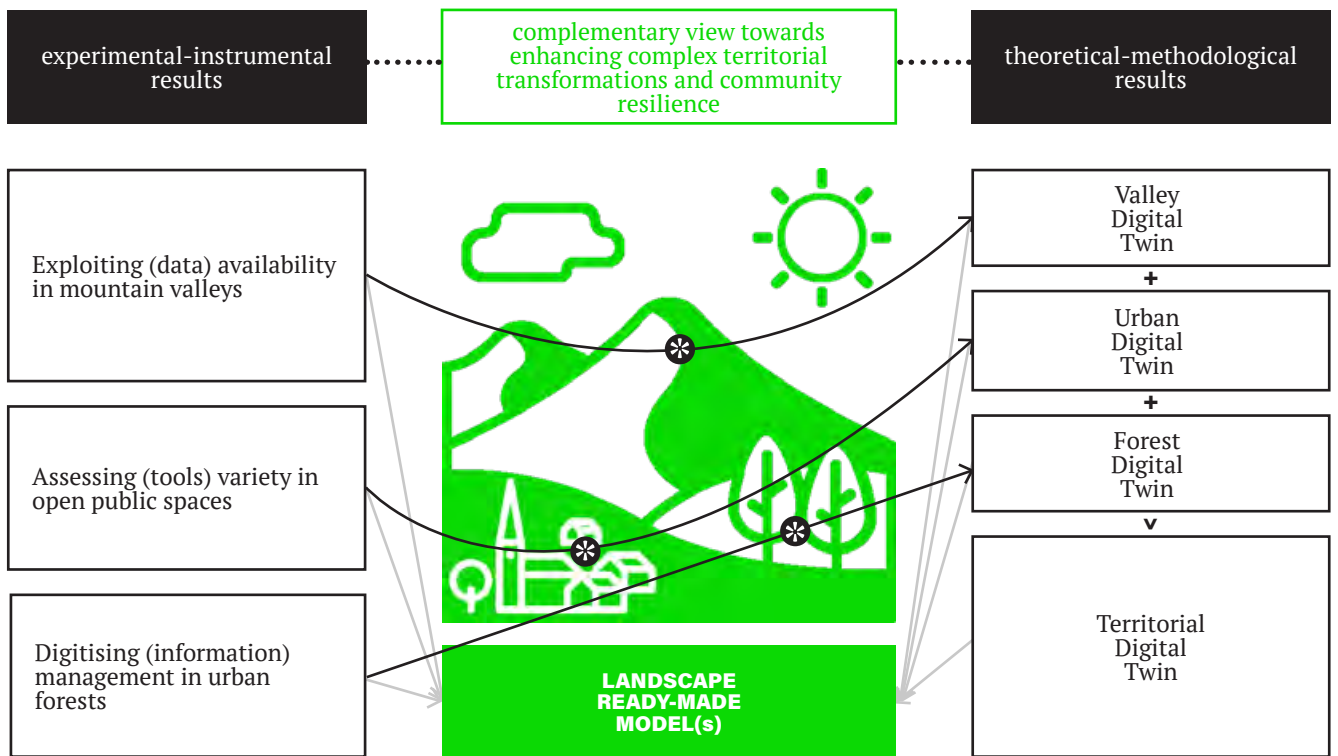 experimental-instrumental
results
complementary view towards
enhancing complex territorial
transformations and community
resilience
theoretical-methodological
results
Exploiting (data) availability
in mountain valleys
Assessing (tools) variety in
open public spaces
Digitising (information)
management in urban
forests
LANDSCAPE
READY-MADE
MODEL(s)
Valley
Digital
Twin
+
Urban
Digital
Twin
+
Forest
Digital
Twin
v
Territorial
Digital
Twin